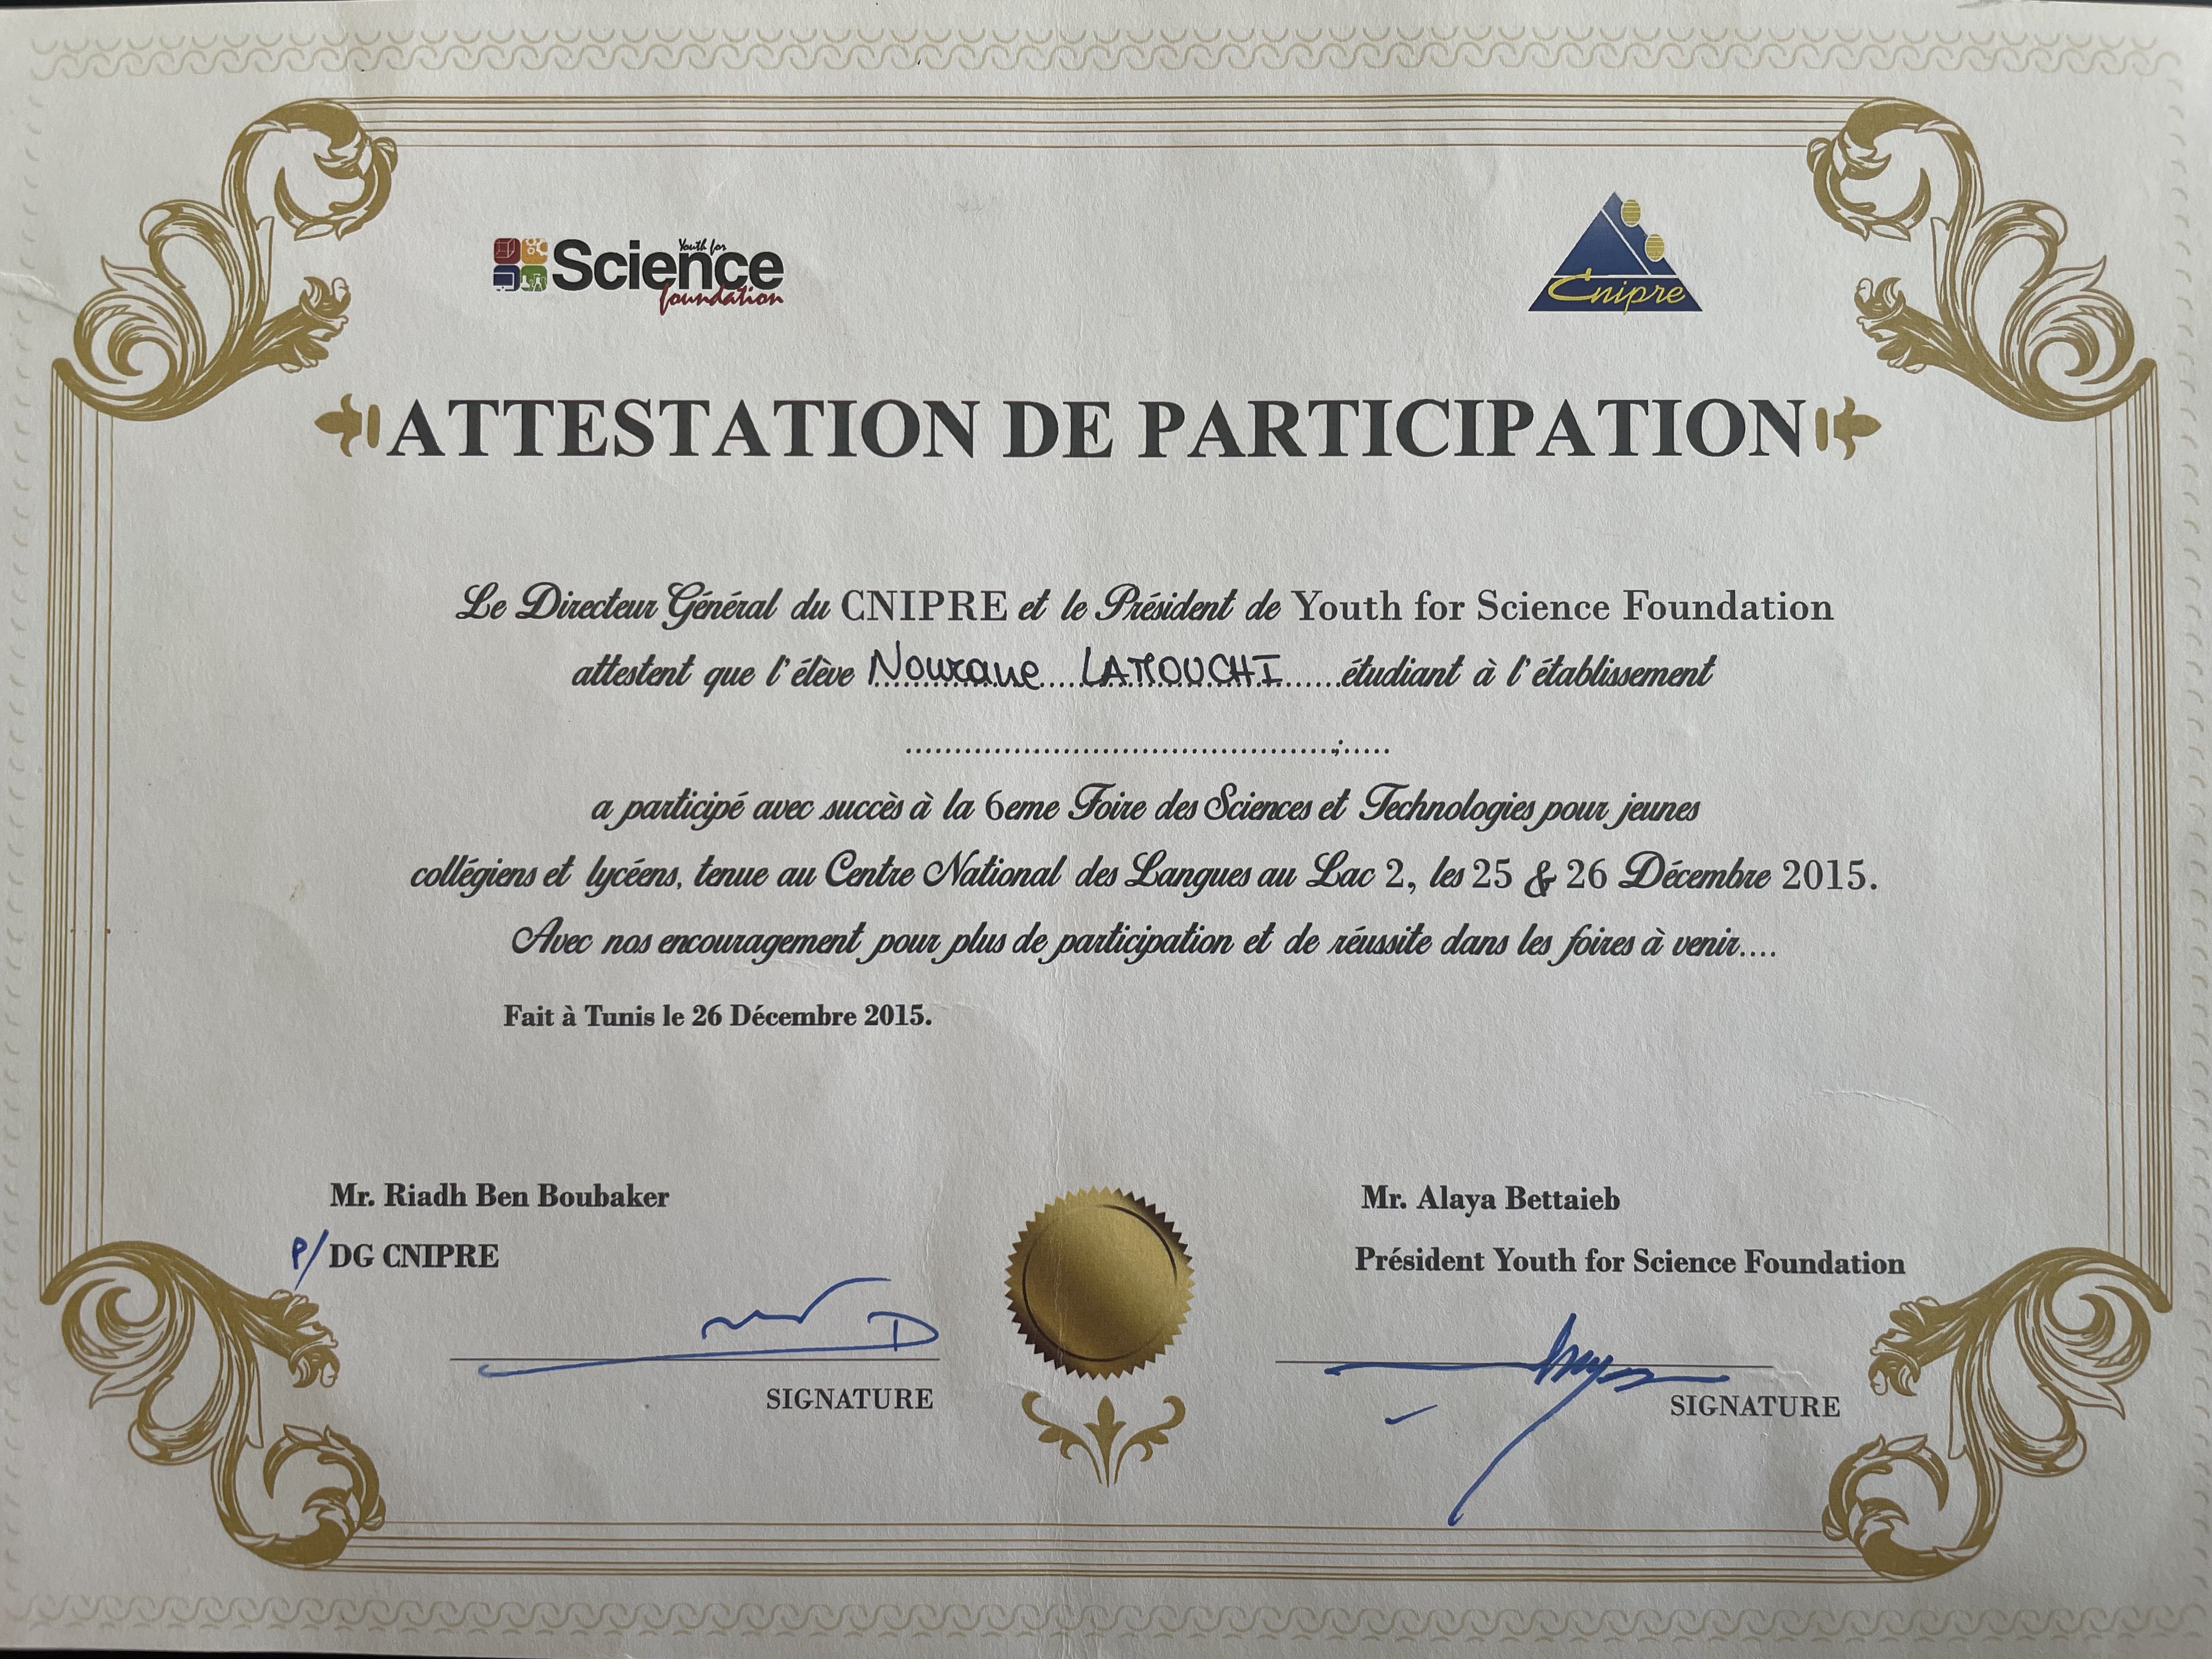 Youth for
Science
foundation
Cnipre
ATTESTATION DE PARTICIPATION
Le Directeur Général du CNIPRE et le Président de Youth for Science Foundation
attestent que l'élève Nourane LATROUCHI étudiant à l'établissement
................................................;.....
a participé avec succès à la 6eme Foire des Sciences et Technologies pour jeunes
collégiens et lycéens, tenue au Centre National des Langues au Lac 2, les 25 & 26 Décembre 2015.
Avec nos encouragement pour plus de participation et de réussite dans les foires à venir....
Fait à Tunis le 26 Décembre 2015.
Mr. Riadh Ben Boubaker
P/ DG CNIPRE
SIGNATURE
Mr. Alaya Bettaieb
Président Youth for Science Foundation
SIGNATURE